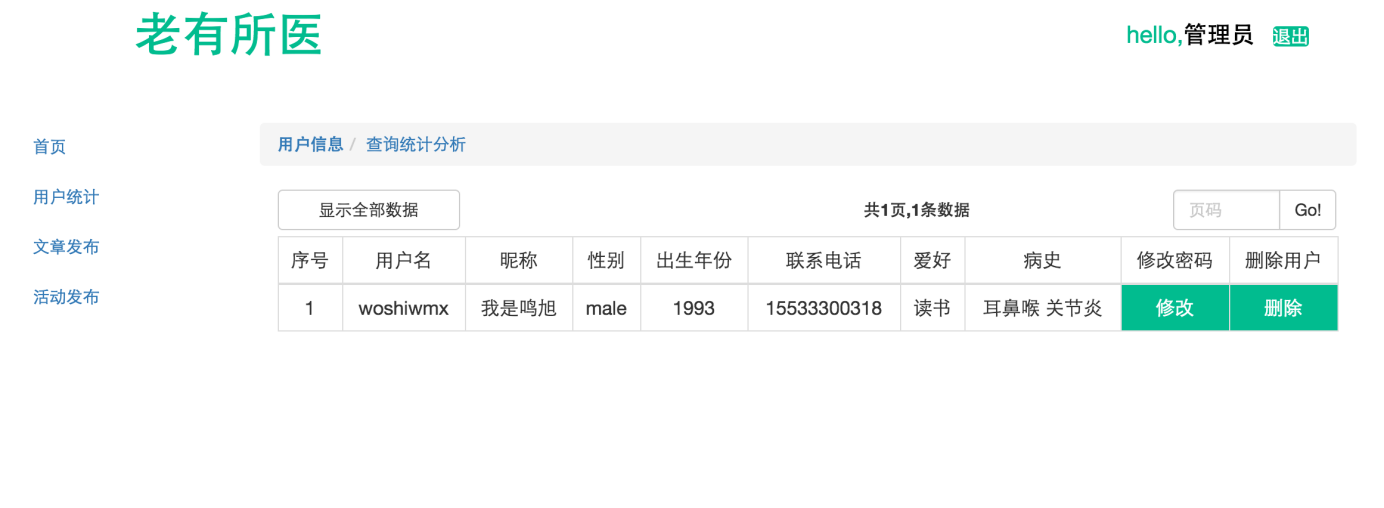 老有所医
hello,管理员 退出
首页
用户统计
文章发布
活动发布
用户信息 / 查询统计分析
显示全部数据 共1页,1条数据 页码 Go!
序号 用户名 昵称 性别 出生年份 联系电话 爱好 病史 修改密码 删除用户
1 woshiwmx 我是鸣旭 male 1993 15533300318 读书 耳鼻喉 关节炎 修改 删除